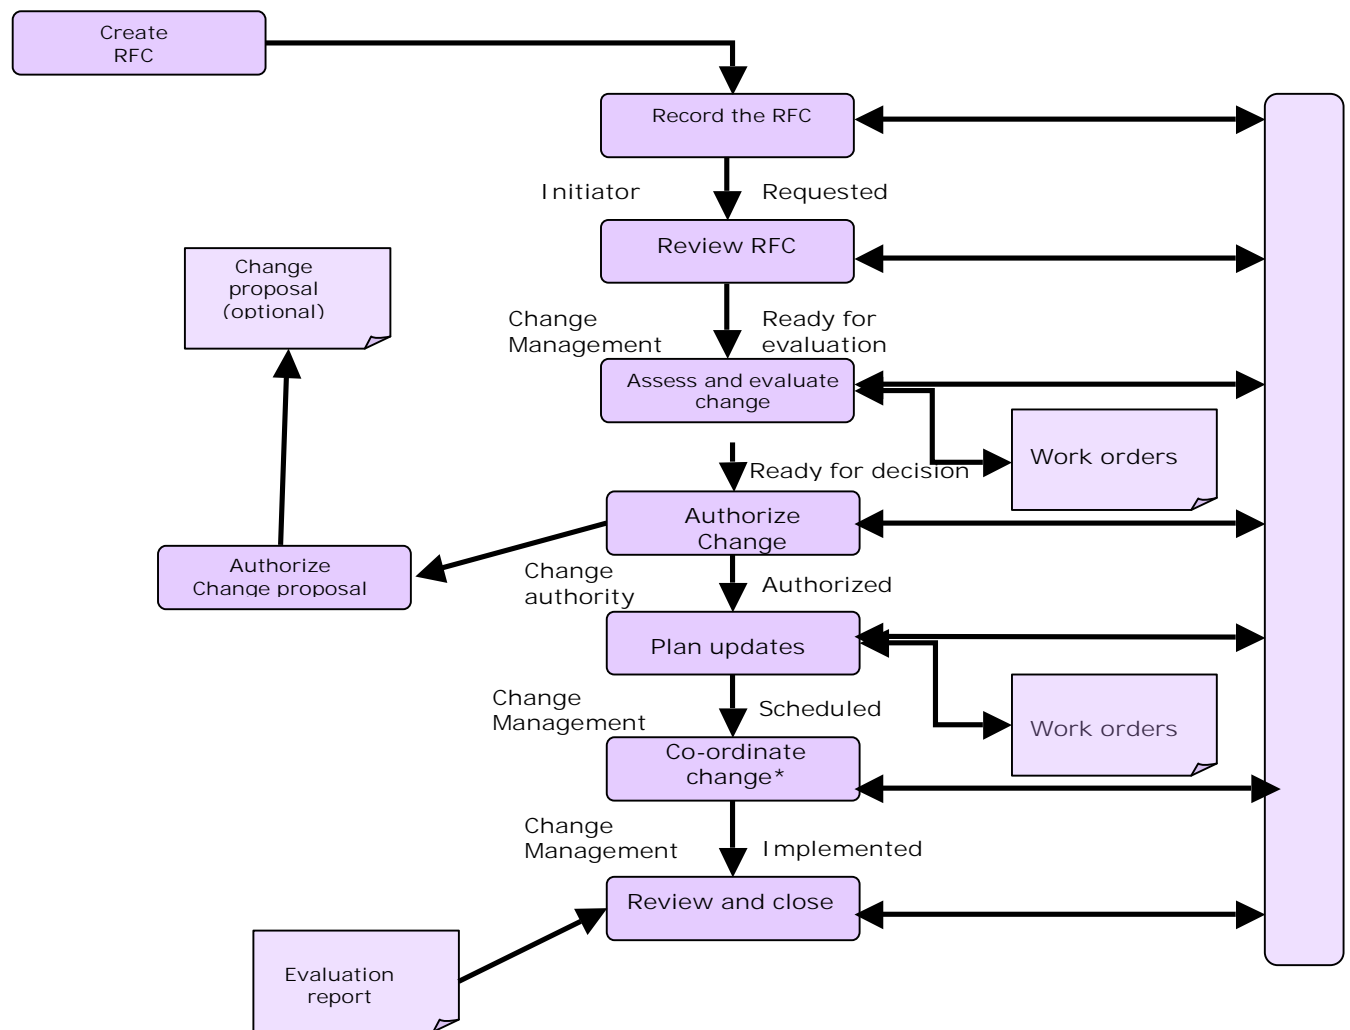 Create
RFC
Record the RFC
Initiator
Requested
Review RFC
Change
proposal
(optional)
Change
Management
Ready for
evaluation
Assess and evaluate
change
Work orders
Ready for decision
Authorize
Change
Authorize
Change proposal
Change
authority
Authorized
Plan updates
Change
Management
Scheduled
Work orders
Co-ordinate
change*
Change
Management
Implemented
Review and close
Evaluation
report